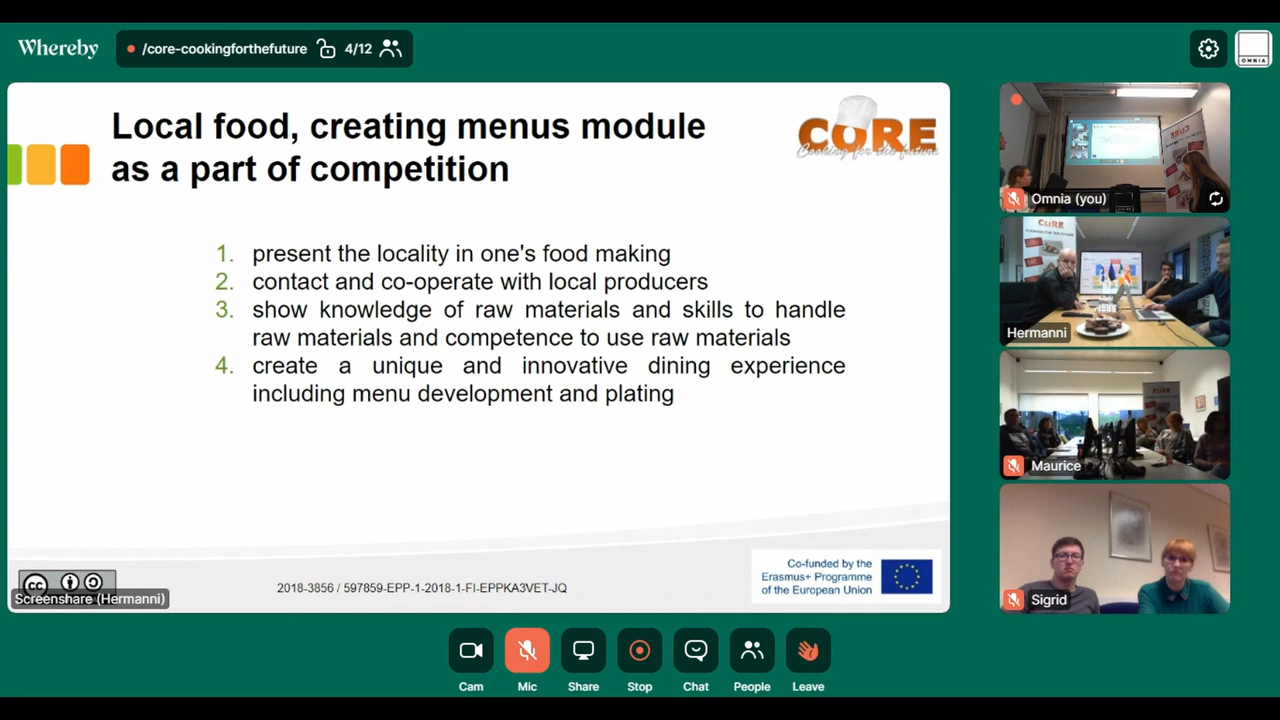 Whereby
/core-cookingforthefuture
4/12
OMNIA
Local food, creating menus module
as a part of competition
CORE
Cooking for the future
1. present the locality in one's food making
2. contact and co-operate with local producers
3. show knowledge of raw materials and skills to handle
raw materials and competence to use raw materials
4. create a unique and innovative dining experience
including menu development and plating
cc
Screenshare (Hermanni)
2018-3856 / 597859-EPP-1-2018-1-FI-EPPKA3VET-JQ
Co-funded by the
Erasmus+ Programme
of the European Union
CORE
Omnia (you)
CORE
Hermanni
Maurice
Sigrid
Cam
Mic
Share
Stop
Chat
People
Leave